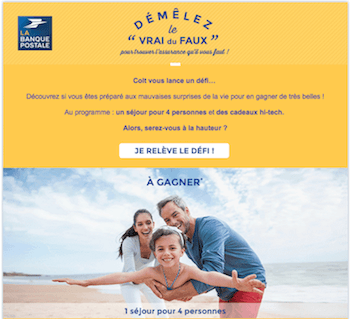 LA
BANQUE
POSTALE
DÉMÊLEZ
le
“ VRAI du FAUX ”
pour trouver l'assurance qu'il vous faut !
Colt vous lance un défi...
Découvrez si vous êtes préparé aux mauvaises surprises de la vie pour en gagner de très belles !
Au programme : un séjour pour 4 personnes et des cadeaux hi-tech.
Alors, serez-vous à la hauteur ?
JE RELÈVE LE DÉFI !
À GAGNER*
1 séjour pour 4 personnes